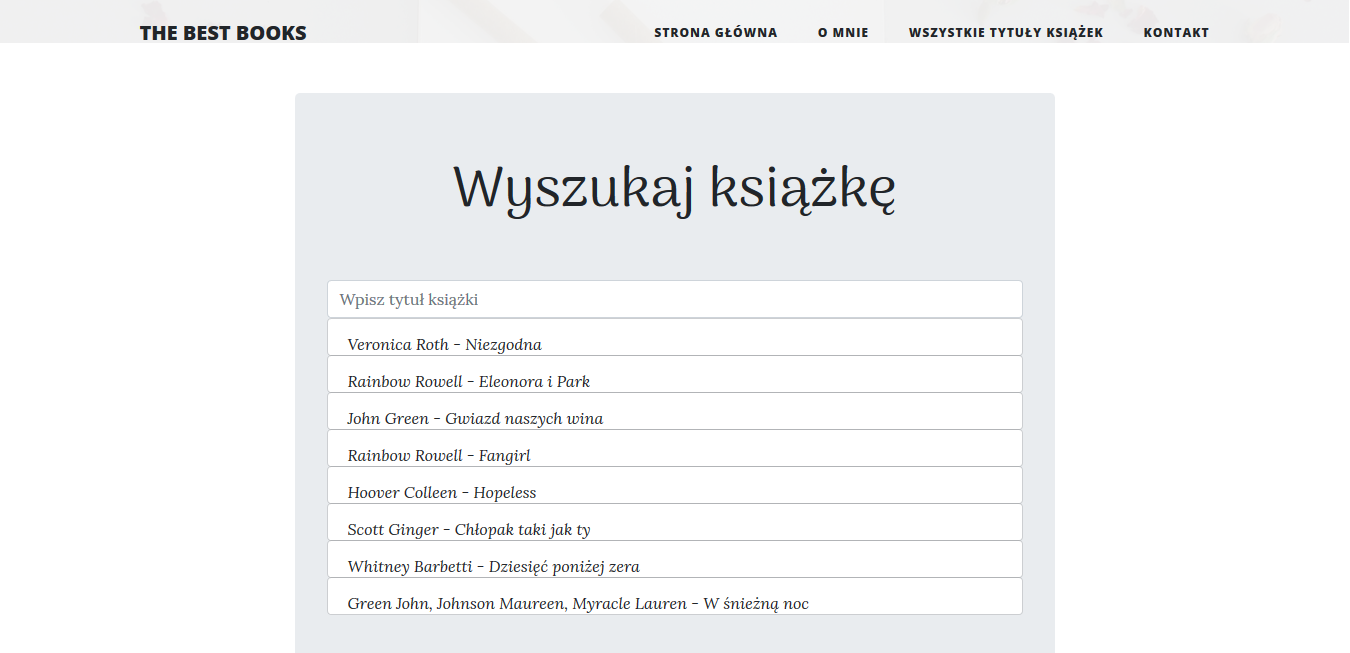 THE BEST BOOKS STRONA GŁÓWNA O MNIE WSZYSTKIE TYTUŁY KSIĄŻEK KONTAKT
Wyszukaj książkę
Wpisz tytuł książki
Veronica Roth - Niezgodna
Rainbow Rowell - Eleonora i Park
John Green - Gwiazd naszych wina
Rainbow Rowell - Fangirl
Hoover Colleen - Hopeless
Scott Ginger - Chłopak taki jak ty
Whitney Barbetti - Dziesięć poniżej zera
Green John, Johnson Maureen, Myracle Lauren - W śnieżną noc